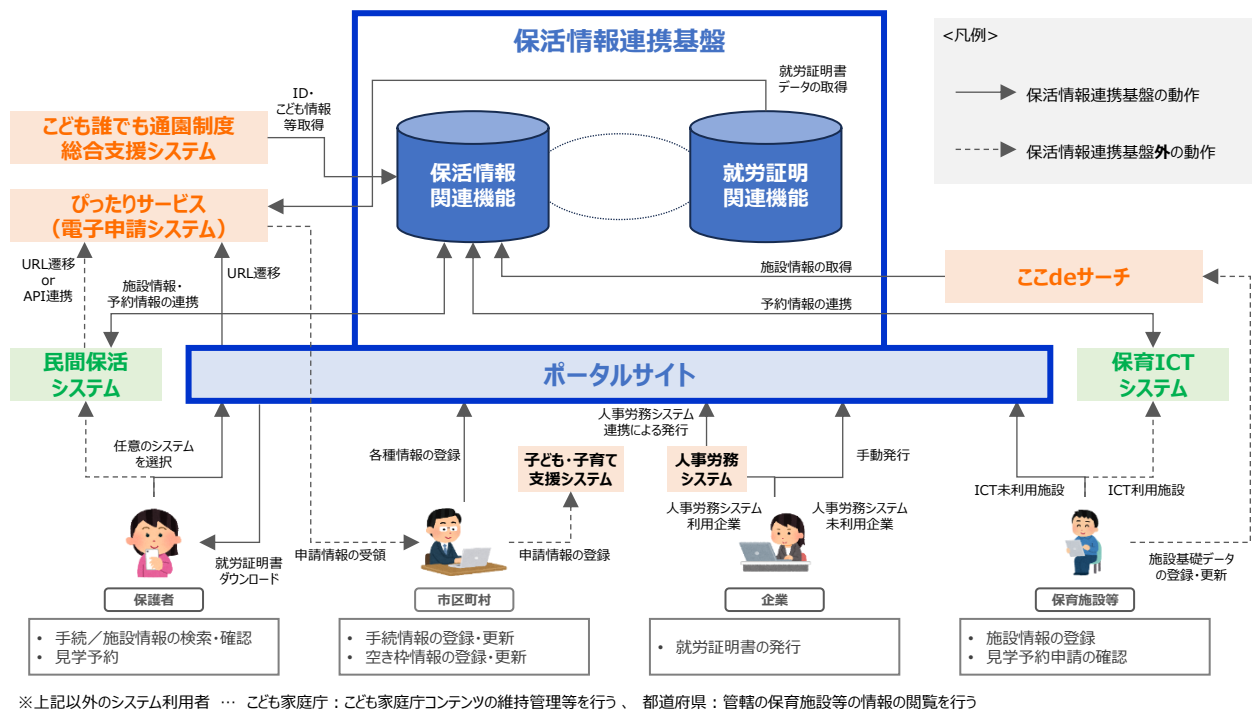 保活情報連携基盤
<凡例>
保活情報連携基盤の動作
保活情報連携基盤外の動作
就労証明書
データの取得
ID・
こども情報
等取得
こども誰でも通園制度
総合支援システム
保活情報
関連機能
就労証明
関連機能
ぴったりサービス
（電子申請システム）
URL遷移
or
API連携
URL遷移
施設情報・
予約情報の連携
施設情報の取得
ここdeサーチ
予約情報の連携
民間保活
システム
ポータルサイト
保育ICT
システム
任意のシステム
を選択
各種情報の登録
子ども・子育て
支援システム
人事労務システム
連携による発行
人事労務
システム
手動発行
人事労務システム
利用企業
人事労務システム
未利用企業
ICT未利用施設
ICT利用施設
就労証明書
ダウンロード
申請情報の受領
申請情報の登録
施設基礎データ
の登録・更新
保護者
市区町村
企業
保育施設等
• 手続／施設情報の検索・確認
• 見学予約
• 手続情報の登録・更新
• 空き枠情報の登録・更新
• 就労証明書の発行
• 施設情報の登録
• 見学予約申請の確認
※上記以外のシステム利用者 … こども家庭庁：こども家庭庁コンテンツの維持管理等を行う 、 都道府県：管轄の保育施設等の情報の閲覧を行う